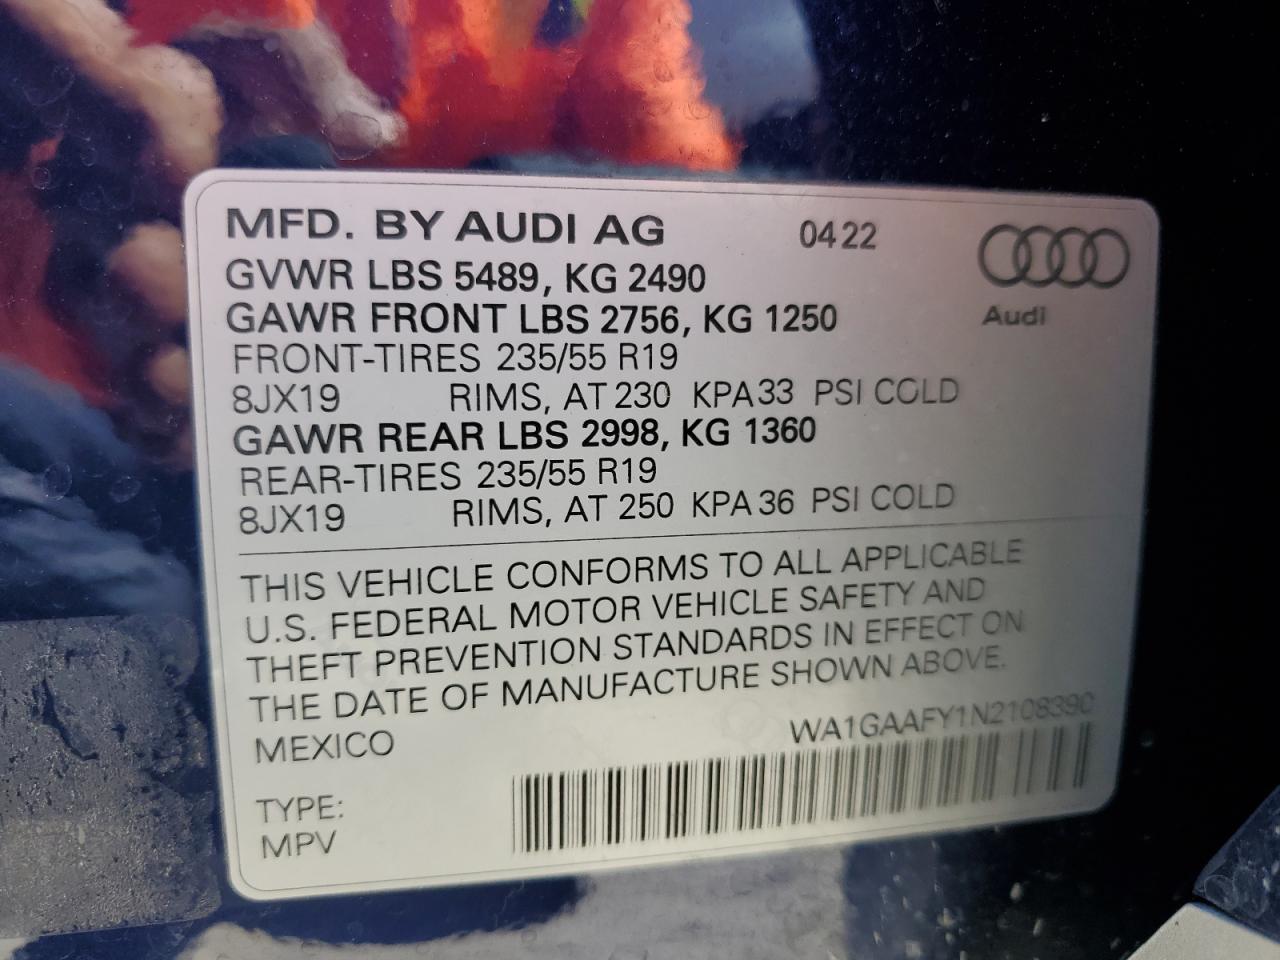 MFD. BY AUDI AG 0422
GVWR LBS 5489, KG 2490
GAWR FRONT LBS 2756, KG 1250
Audi
FRONT-TIRES 235/55 R19
8JX19 RIMS, AT 230 KPA 33 PSI COLD
GAWR REAR LBS 2998, KG 1360
REAR-TIRES 235/55 R19
8JX19 RIMS, AT 250 KPA 36 PSI COLD
THIS VEHICLE CONFORMS TO ALL APPLICABLE
U.S. FEDERAL MOTOR VEHICLE SAFETY AND
THEFT PREVENTION STANDARDS IN EFFECT ON
THE DATE OF MANUFACTURE SHOWN ABOVE.
MEXICO WA1GAAFY1N2108390
TYPE:
MPV